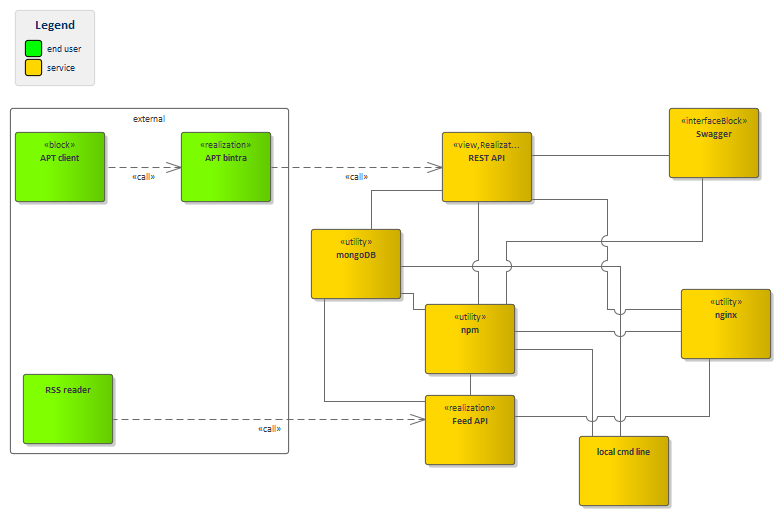 Legend
end user
service
external
«block»
APT client
«call»
«realization»
APT bintra
«call»
«view,Realizat...
REST API
«interfaceBlock»
Swagger
«utility»
mongoDB
«utility»
npm
«utility»
nginx
RSS reader
«call»
«realization»
Feed API
local cmd line